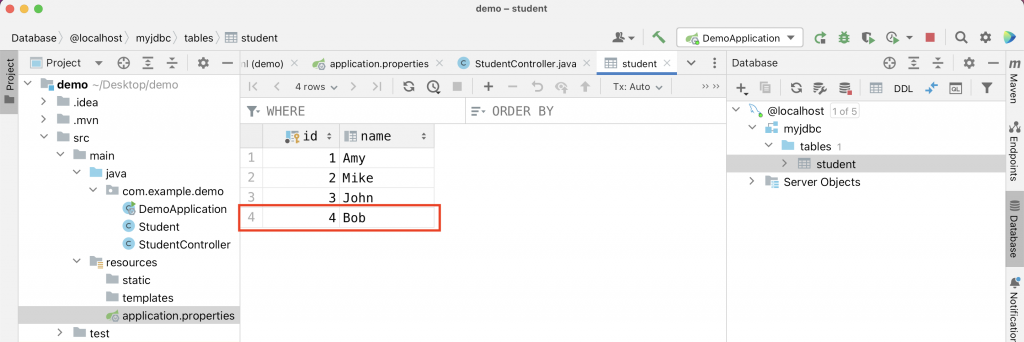 demo – student
Database @localhost myjdbc tables student
DemoApplication
Project
Project
demo ~/Desktop/demo
.idea
.mvn
src
main
java
com.example.demo
DemoApplication
Student
StudentController
resources
static
templates
application.properties
test
(demo) application.properties StudentController.java student
4 rows Tx: Auto
WHERE ORDER BY
id name
1 1 Amy
2 2 Mike
3 3 John
4 4 Bob
Database
DDL QL
@localhost 1 of 5
myjdbc
tables 1
student
Server Objects
m
Maven
Endpoints
Database
Notification